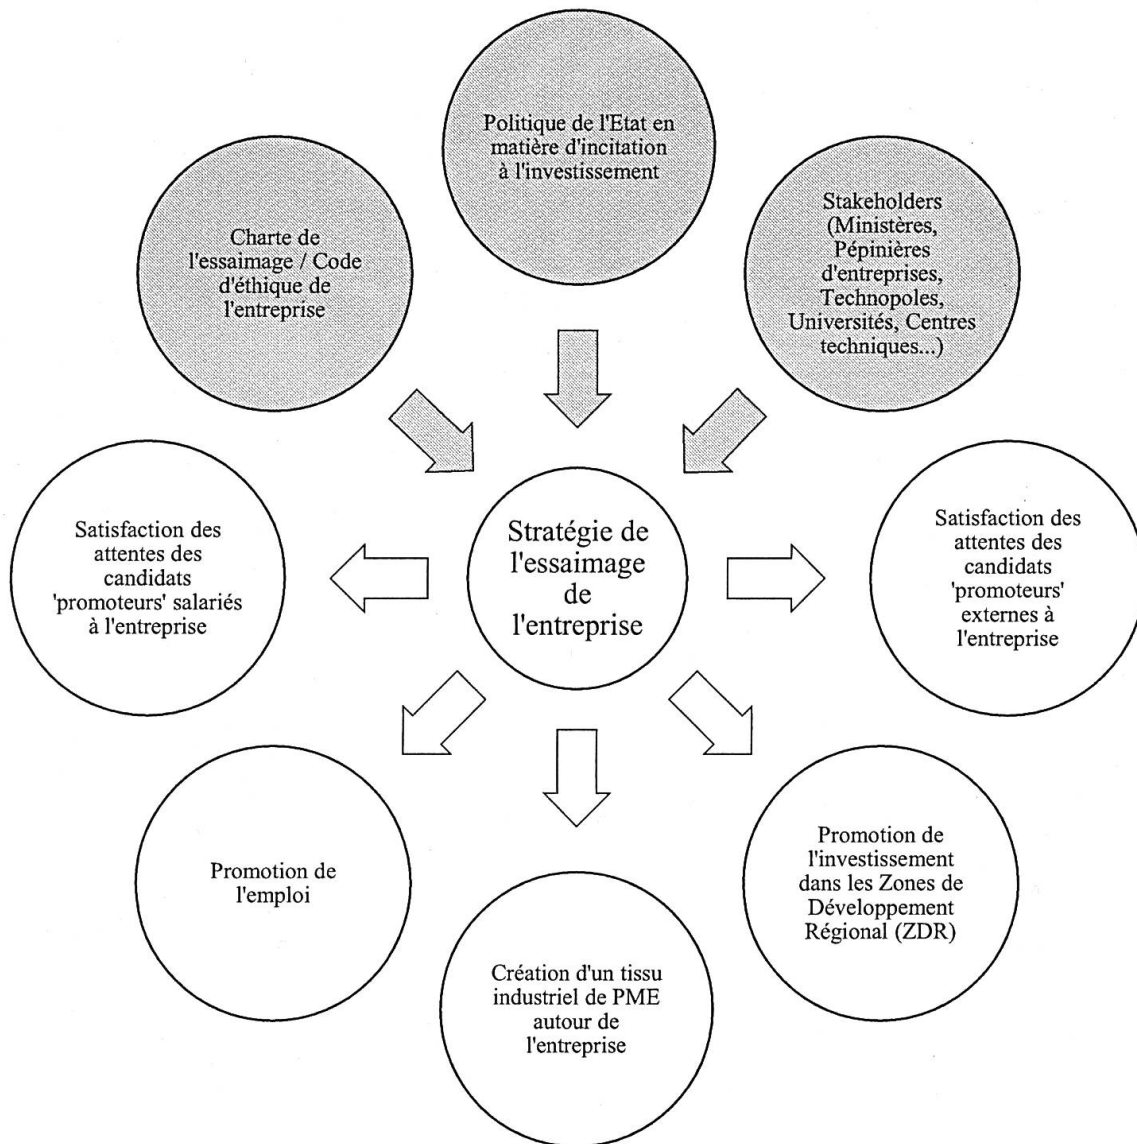 Politique de l'Etat en
matière d'incitation
à l'investissement
Charte de
l'essaimage / Code
d'éthique de
l'entreprise
Stakeholders
(Ministères,
Pépinières
d'entreprises,
Technopoles,
Universités, Centres
techniques...)
Satisfaction des
attentes des
candidats
'promoteurs' salariés
à l'entreprise
Stratégie de
l'essaimage
de
l'entreprise
Satisfaction des
attentes des
candidats
'promoteurs'
externes à
l'entreprise
Promotion de
l'emploi
Création d'un tissu
industriel de PME
autour de
l'entreprise
Promotion de
l'investissement
dans les Zones de
Développement
Régional (ZDR)